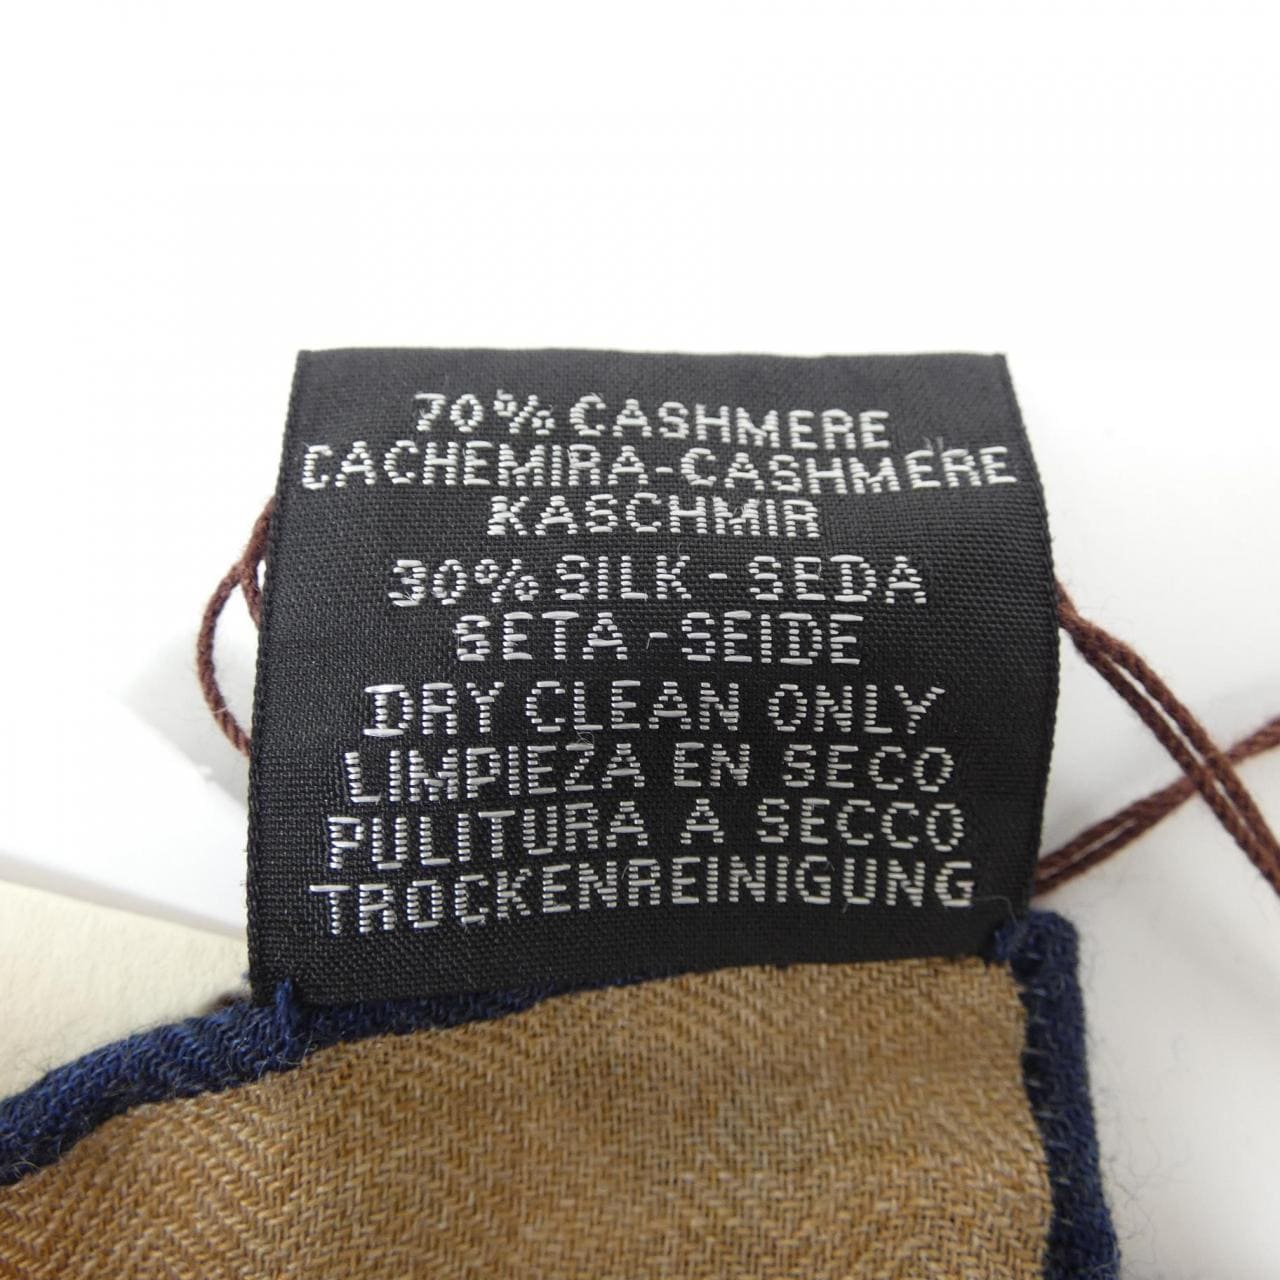 70% CASHMERE
CACHEMIRA-CASHMERE
KASCHMIR
30% SILK - SEDA
SETA - SEIDE
DRY CLEAN ONLY
LIMPIEZA EN SECO
PULITURA A SECCO
TROCKENREINIGUNG